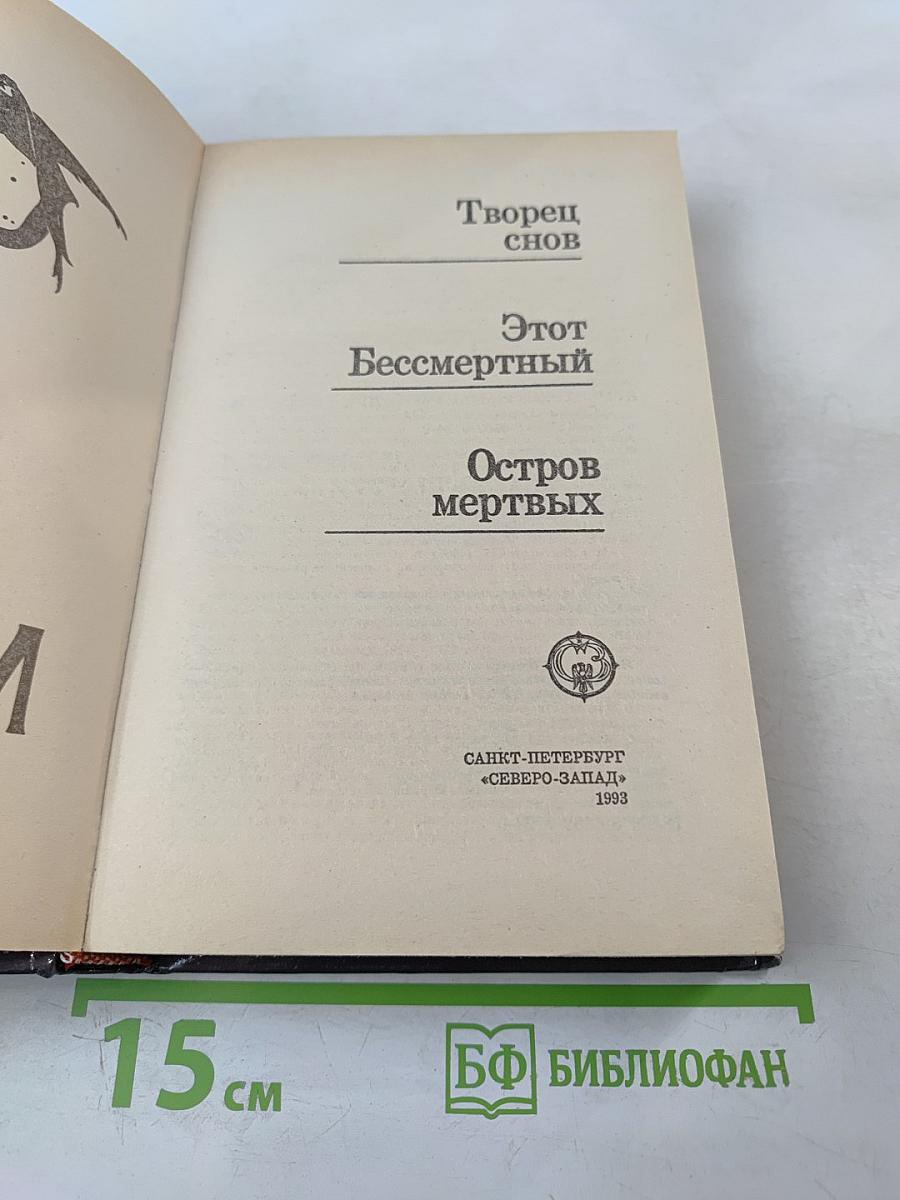 Творец
снов
Этот
Бессмертный
Остров
мертвых
САНКТ-ПЕТЕРБУРГ
«СЕВЕРО-ЗАПАД»
1993
15 см
БФ БИБЛИОФАН